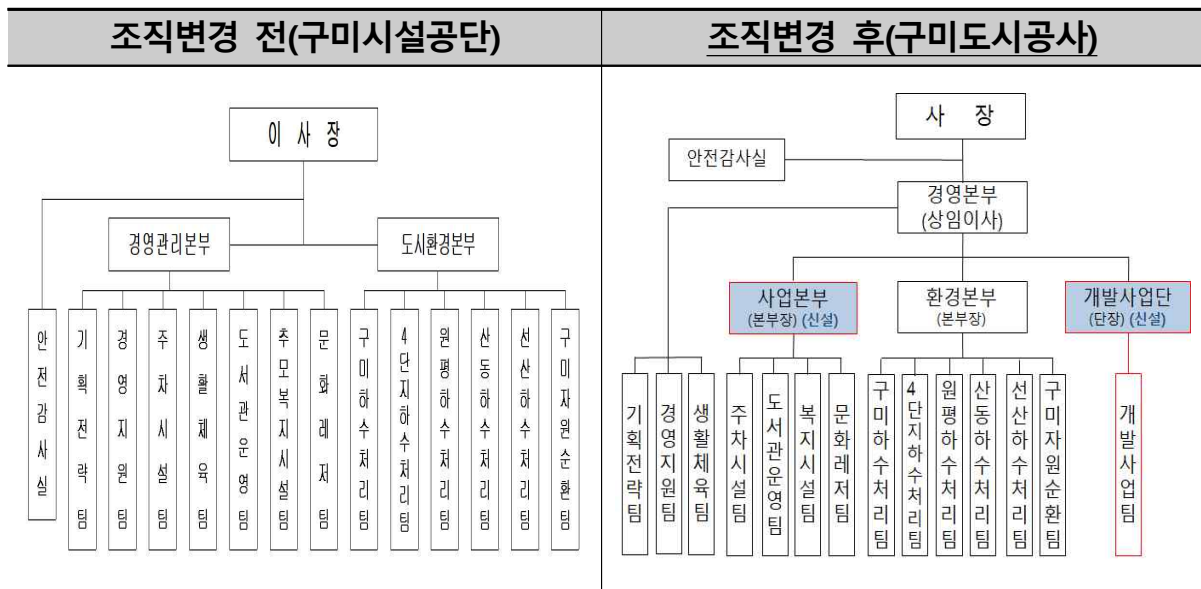 조직변경 전(구미시설공단)
이 사 장
경영관리본부
도시환경본부
안전감사실
기획전략팀
경영지원팀
주차시설팀
생활체육팀
도서관운영팀
추모복지시설팀
문화레저팀
구미하수처리팀
4단지하수처리팀
원평하수처리팀
산동하수처리팀
선산하수처리팀
구미자원순환팀
조직변경 후(구미도시공사)
사 장
안전감사실
경영본부
(상임이사)
사업본부
(본부장) (신설)
환경본부
(본부장)
개발사업단
(단장) (신설)
기획전략팀
경영지원팀
생활체육팀
주차시설팀
도서관운영팀
복지시설팀
문화레저팀
구미하수처리팀
4단지하수처리팀
원평하수처리팀
산동하수처리팀
선산하수처리팀
구미자원순환팀
개발사업팀